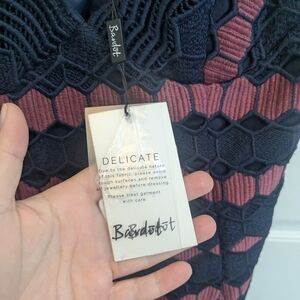 Bardot
DELICATE
Due to the delicate nature
of this fabric, please avoid
rough surfaces and remove
all jewellery before dressing.
Please treat garment
with care.
Bardot